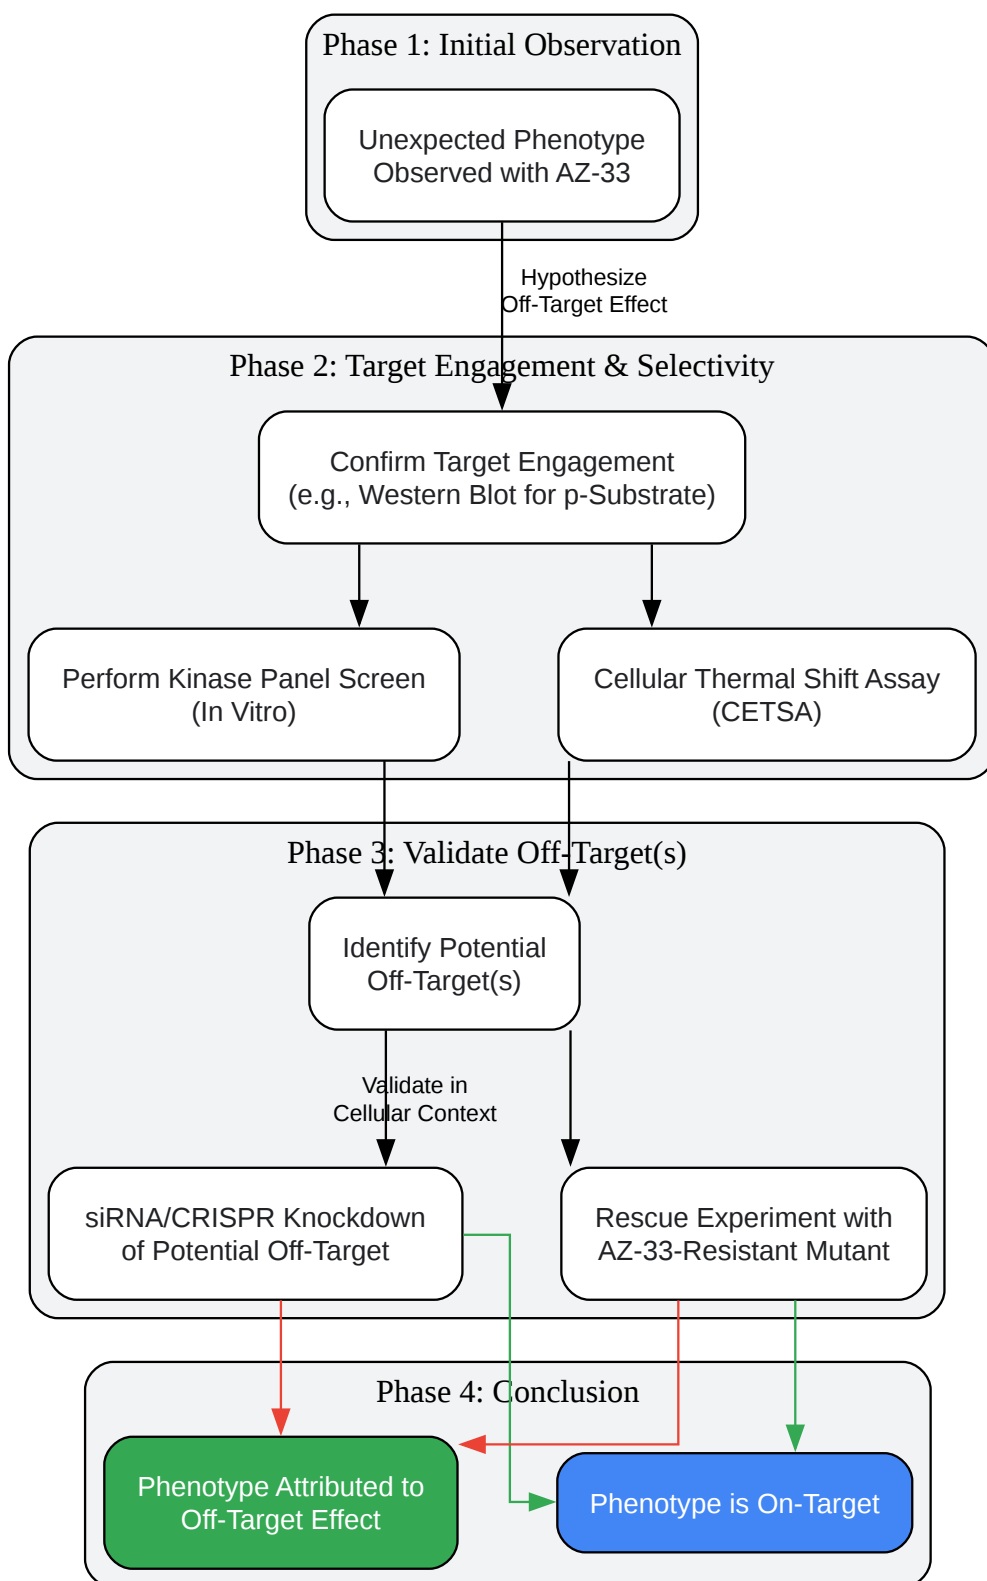 Phase 1: Initial Observation
Unexpected Phenotype
Observed with AZ-33
Hypothesize
Off-Target Effect
Phase 2: Target Engagement & Selectivity
Confirm Target Engagement
(e.g., Western Blot for p-Substrate)
Perform Kinase Panel Screen
(In Vitro)
Cellular Thermal Shift Assay
(CETSA)
Phase 3: Validate Off-Target(s)
Identify Potential
Off-Target(s)
Validate in
Cellular Context
siRNA/CRISPR Knockdown
of Potential Off-Target
Rescue Experiment with
AZ-33-Resistant Mutant
Phase 4: Conclusion
Phenotype Attributed to
Off-Target Effect
Phenotype is On-Target